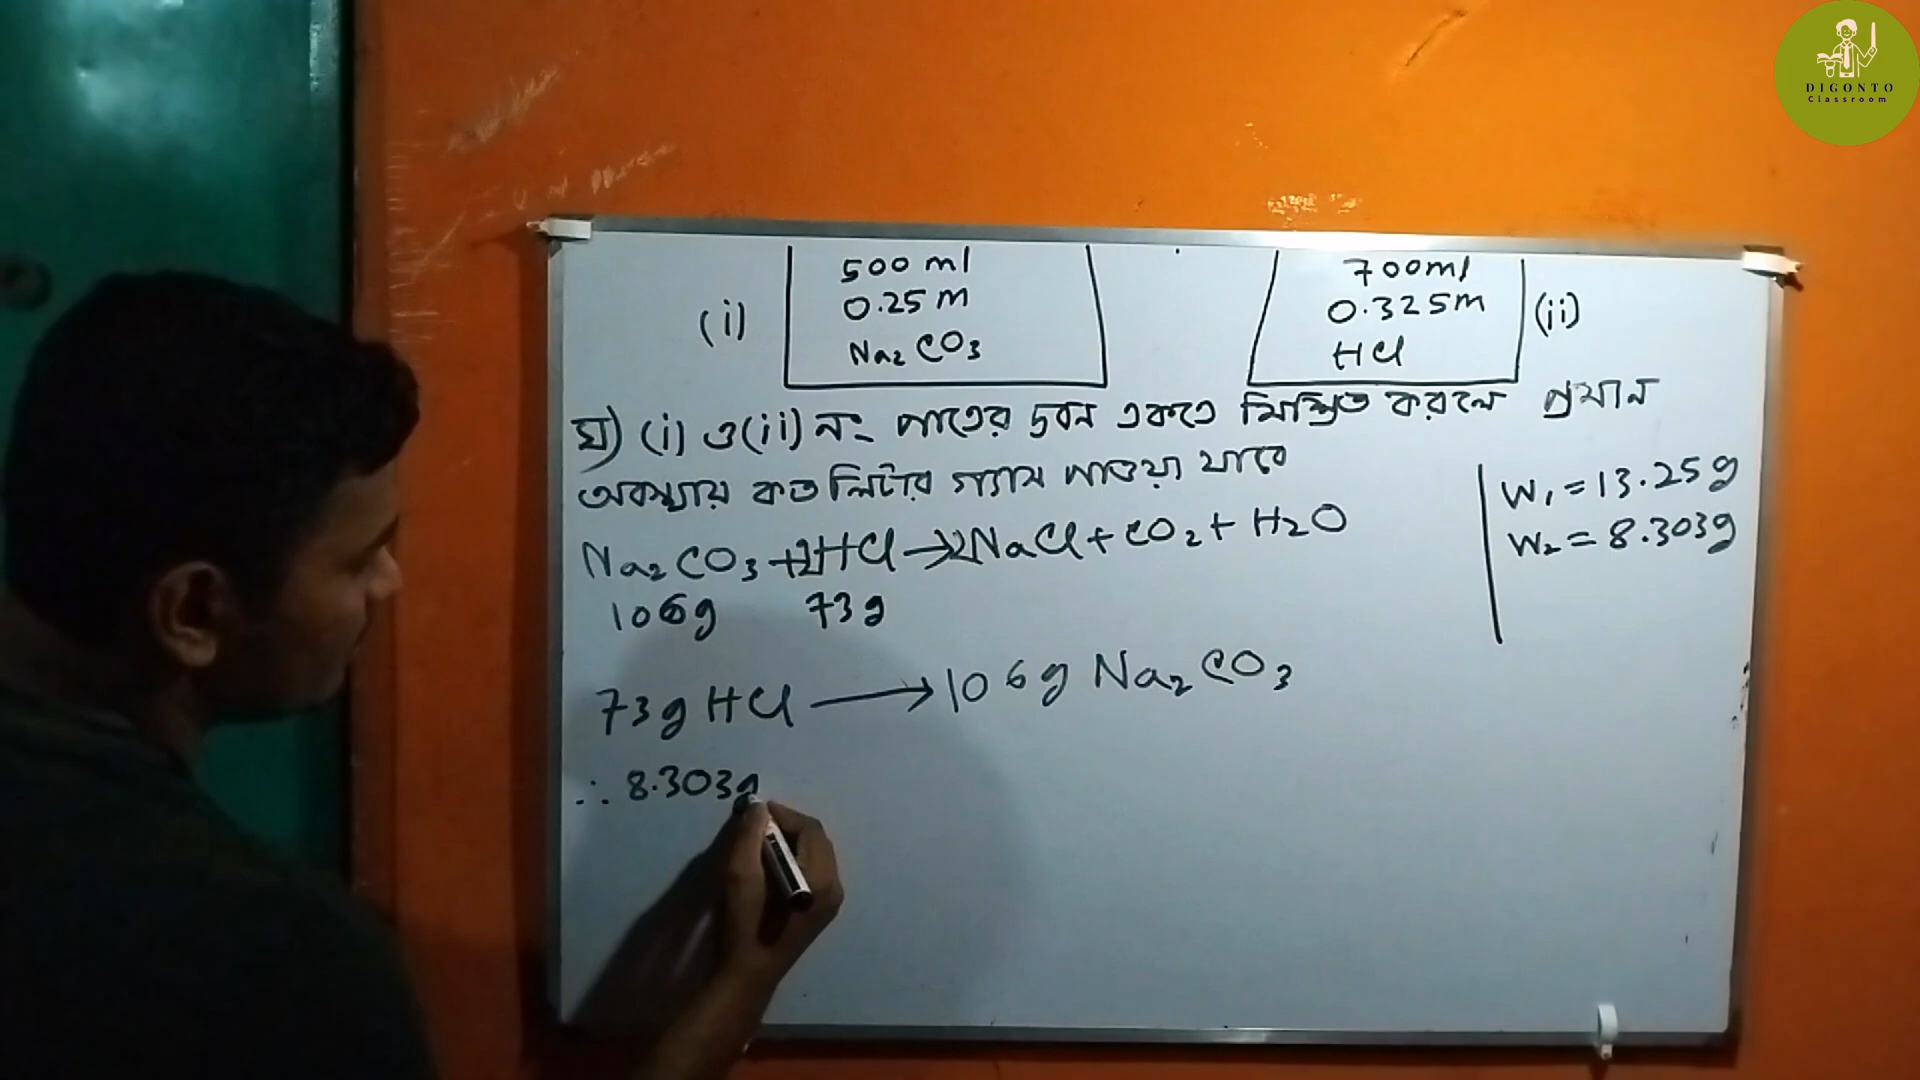 DIGONTO
Classroom
(i)
500 ml
0.25 m
Na₂CO₃
700ml
0.325m
HCl
(ii)
ঘ) (i) ও (ii) নং পাত্রের দ্রবন একত্রে মিশ্রিত করলে প্রমান
অবস্থায় কত লিটার গ্যাস পাওয়া যাবে
Na₂CO₃ + 2HCl → 2NaCl + CO₂ + H₂O
106g 73g
W₁ = 13.25g
W₂ = 8.303g
73g HCl → 106g Na₂CO₃
∴ 8.303g